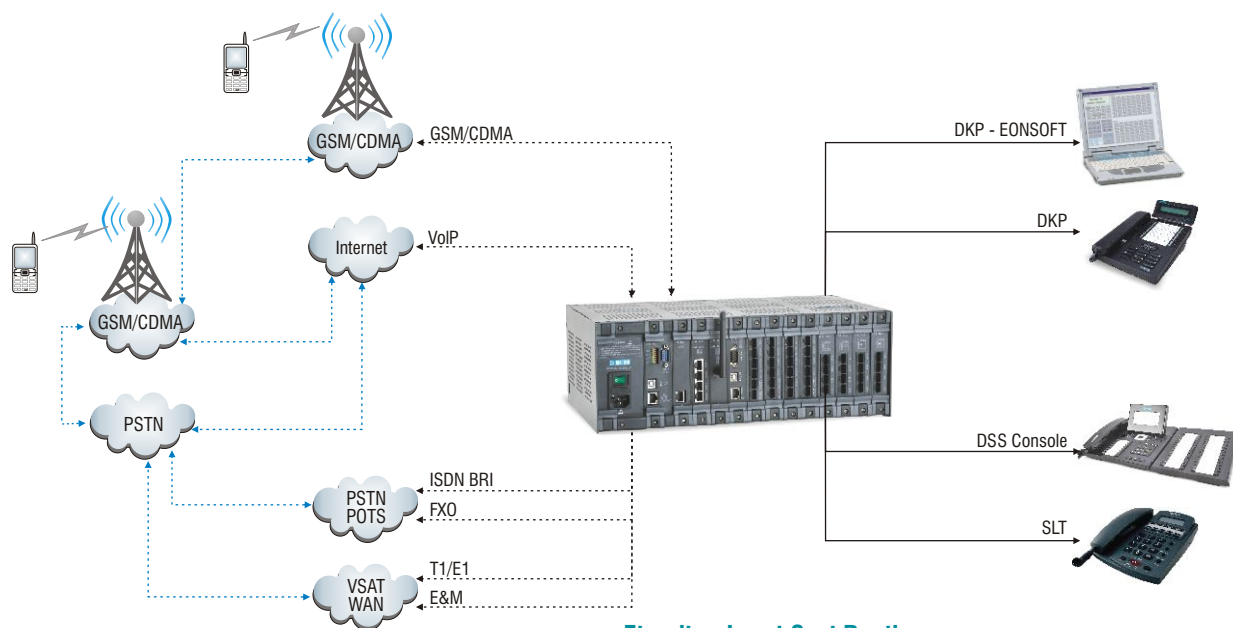 GSM/CDMA
GSM/CDMA
DKP - EONSOFT
DKP
Internet
VoIP
GSM/CDMA
PSTN
DSS Console
ISDN BRI
PSTN
POTS
FXO
SLT
T1/E1
VSAT
WAN
E&M